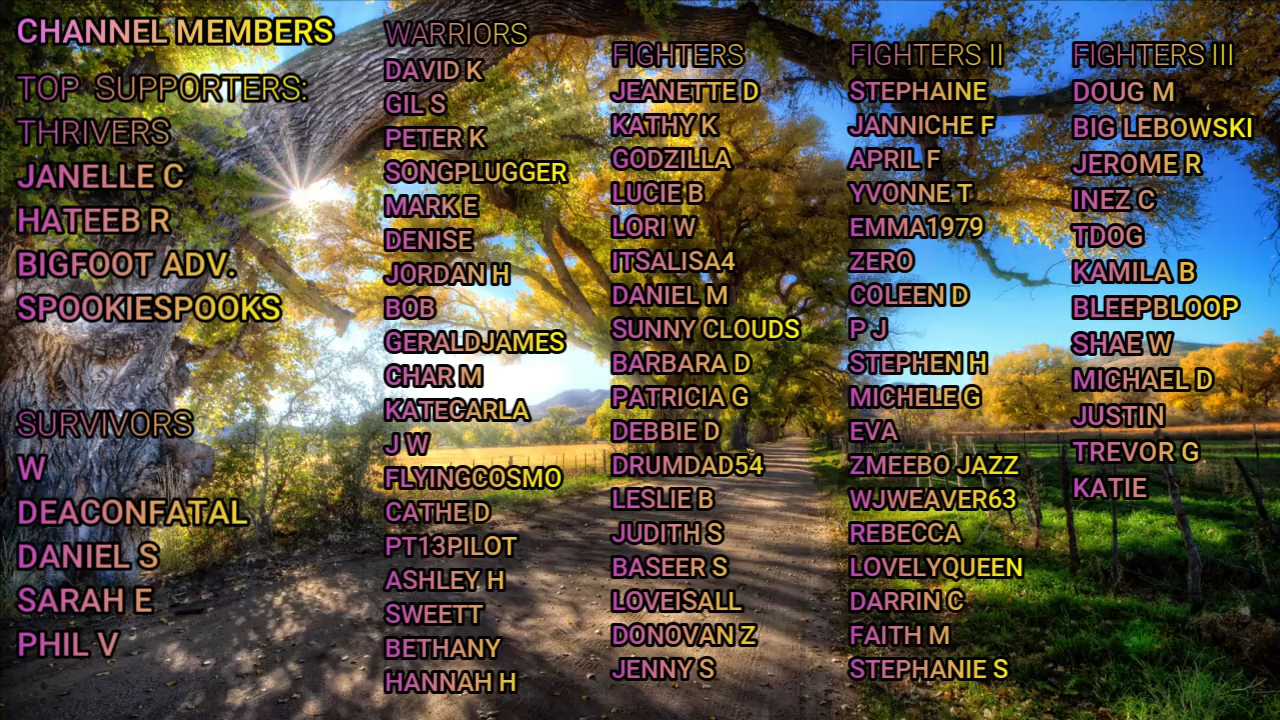 CHANNEL MEMBERS
TOP SUPPORTERS:
THRIVERS
JANELLE C
HATEEB R
BIGFOOT ADV.
SPOOKIESPOOKS
SURVIVORS
W
DEACONFATAL
DANIEL S
SARAH E
PHIL V
WARRIORS
DAVID K
GIL S
PETER K
SONGPLUGGER
MARK E
DENISE
JORDAN H
BOB
GERALDJAMES
CHAR M
KATECARLA
J W
FLYINGCOSMO
CATHE D
PT13PILOT
ASHLEY H
SWEETT
BETHANY
HANNAH H
FIGHTERS
JEANETTE D
KATHY K
GODZILLA
LUCIE B
LORI W
ITSALISA4
DANIEL M
SUNNY CLOUDS
BARBARA D
PATRICIA G
DEBBIE D
DRUMDAD54
LESLIE B
JUDITH S
BASEER S
LOVEISALL
DONOVAN Z
JENNY S
FIGHTERS II
STEPHAINE
JANNICHE F
APRIL F
YVONNE T
EMMA1979
ZERO
COLEEN D
P J
STEPHEN H
MICHELE G
EVA
ZMEEBO JAZZ
WJWEAVER63
REBECCA
LOVELYQUEEN
DARRIN C
FAITH M
STEPHANIE S
FIGHTERS III
DOUG M
BIG LEBOWSKI
JEROME R
INEZ C
TDOG
KAMILA B
BLEEPBLOOP
SHAE W
MICHAEL D
JUSTIN
TREVOR G
KATIE